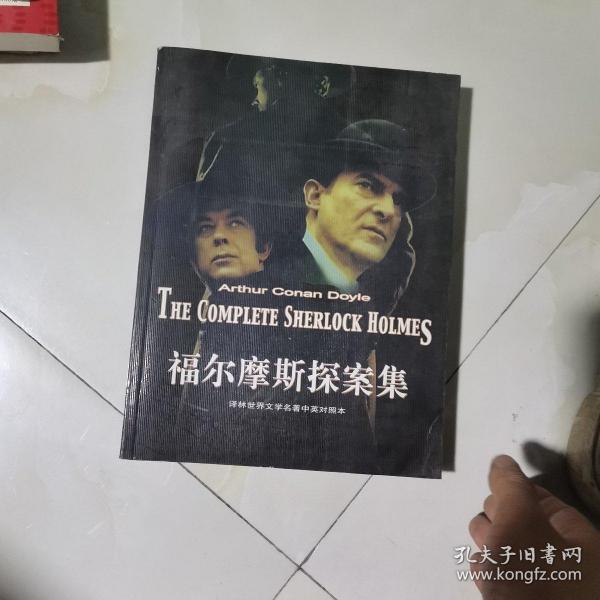 Arthur Conan Doyle
THE COMPLETE SHERLOCK HOLMES
福尔摩斯探案集
译林世界文学名著中英对照本
孔夫子旧书网
www.kongfz.com